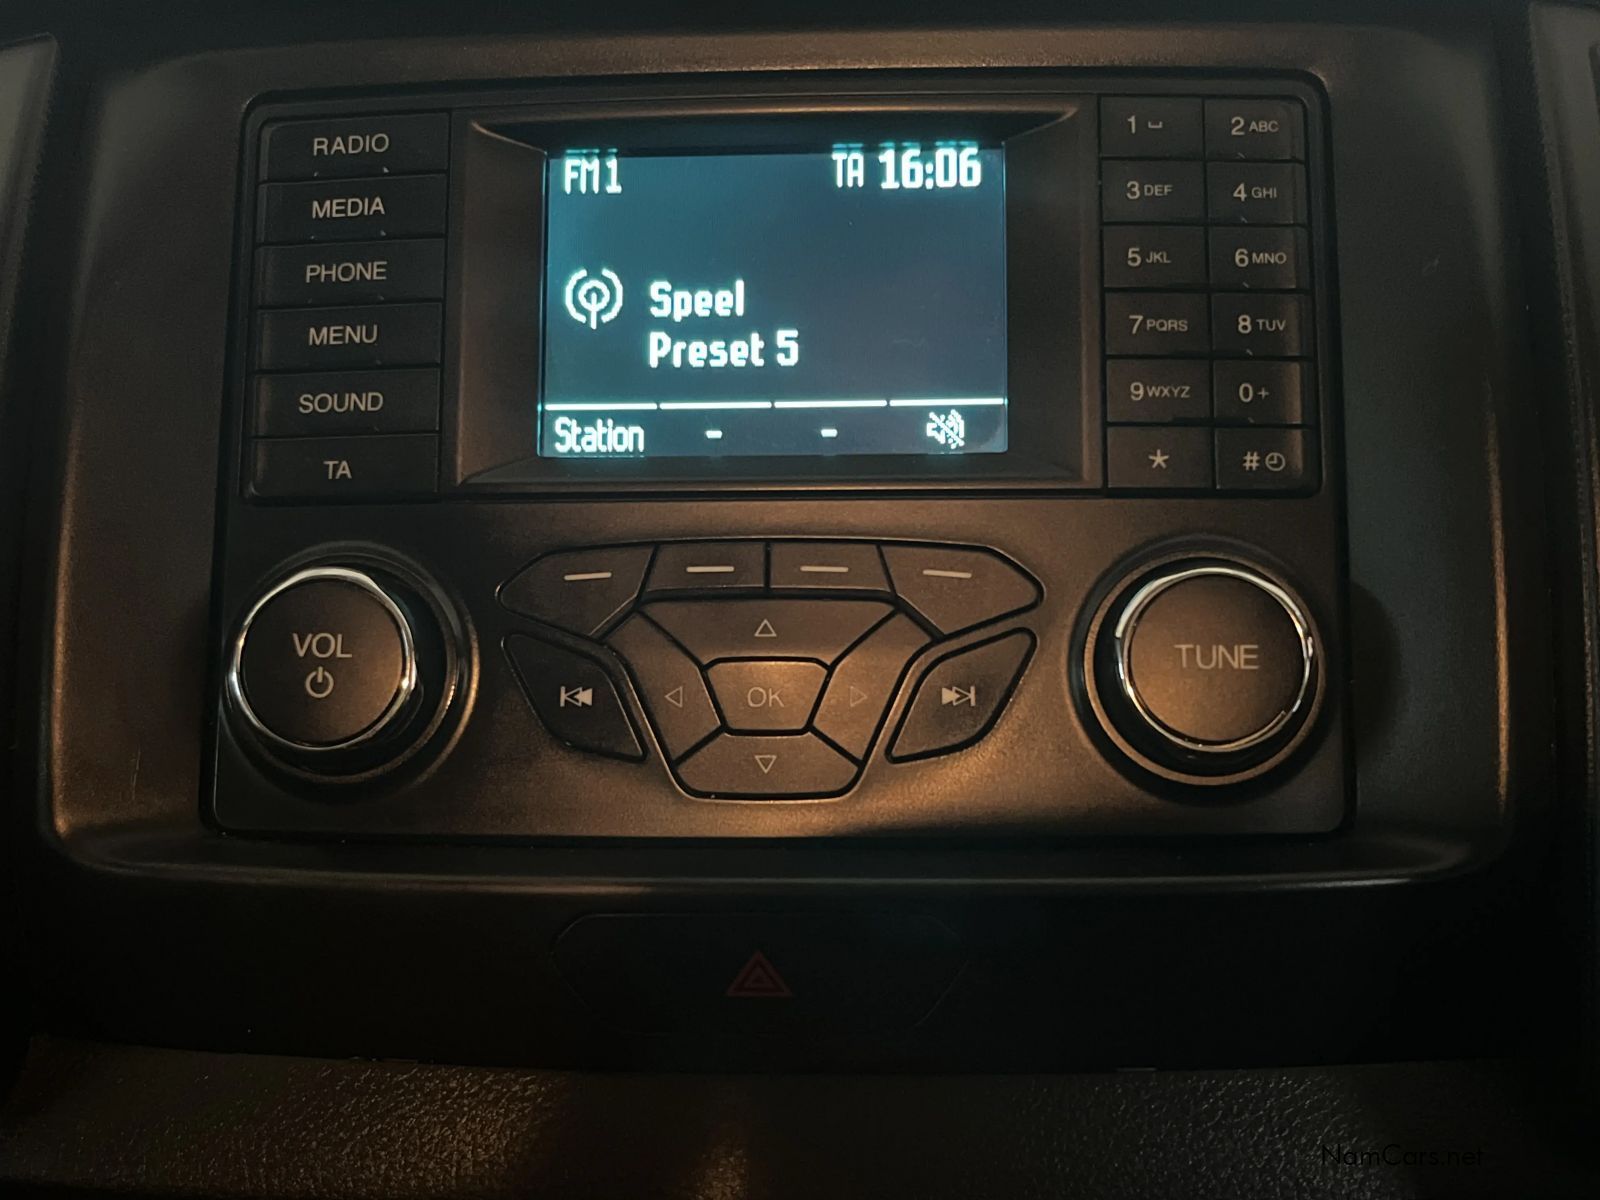 RADIO
MEDIA
PHONE
MENU
SOUND
TA
FM1 TA 16:06
Speel
Preset 5
Station - -
1 ⎵ 2 ABC
3 DEF 4 GHI
5 JKL 6 MNO
7 PQRS 8 TUV
9 WXYZ 0 +
* #
VOL
OK
TUNE
NamCars.net